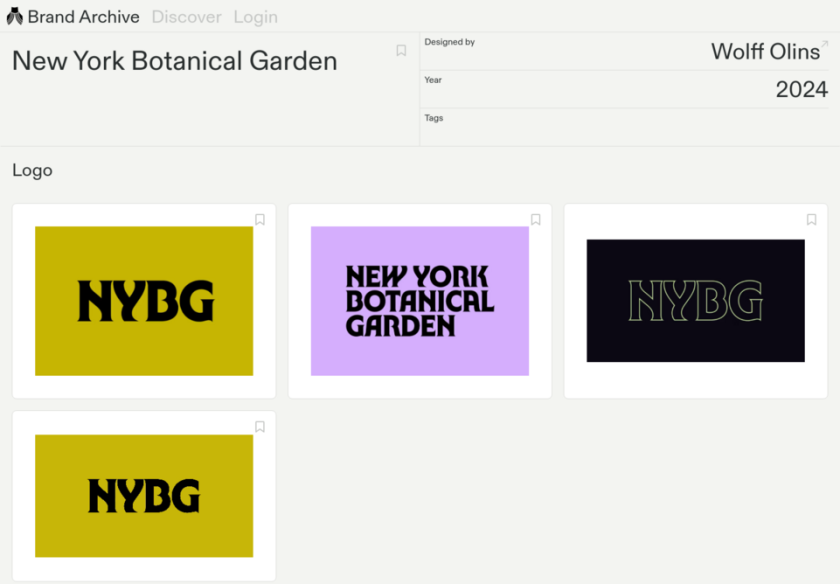 Brand Archive Discover Login
New York Botanical Garden
Designed by
Wolff Olins
Year
2024
Tags
Logo
NYBG
NEW YORK
BOTANICAL
GARDEN
NYBG
NYBG